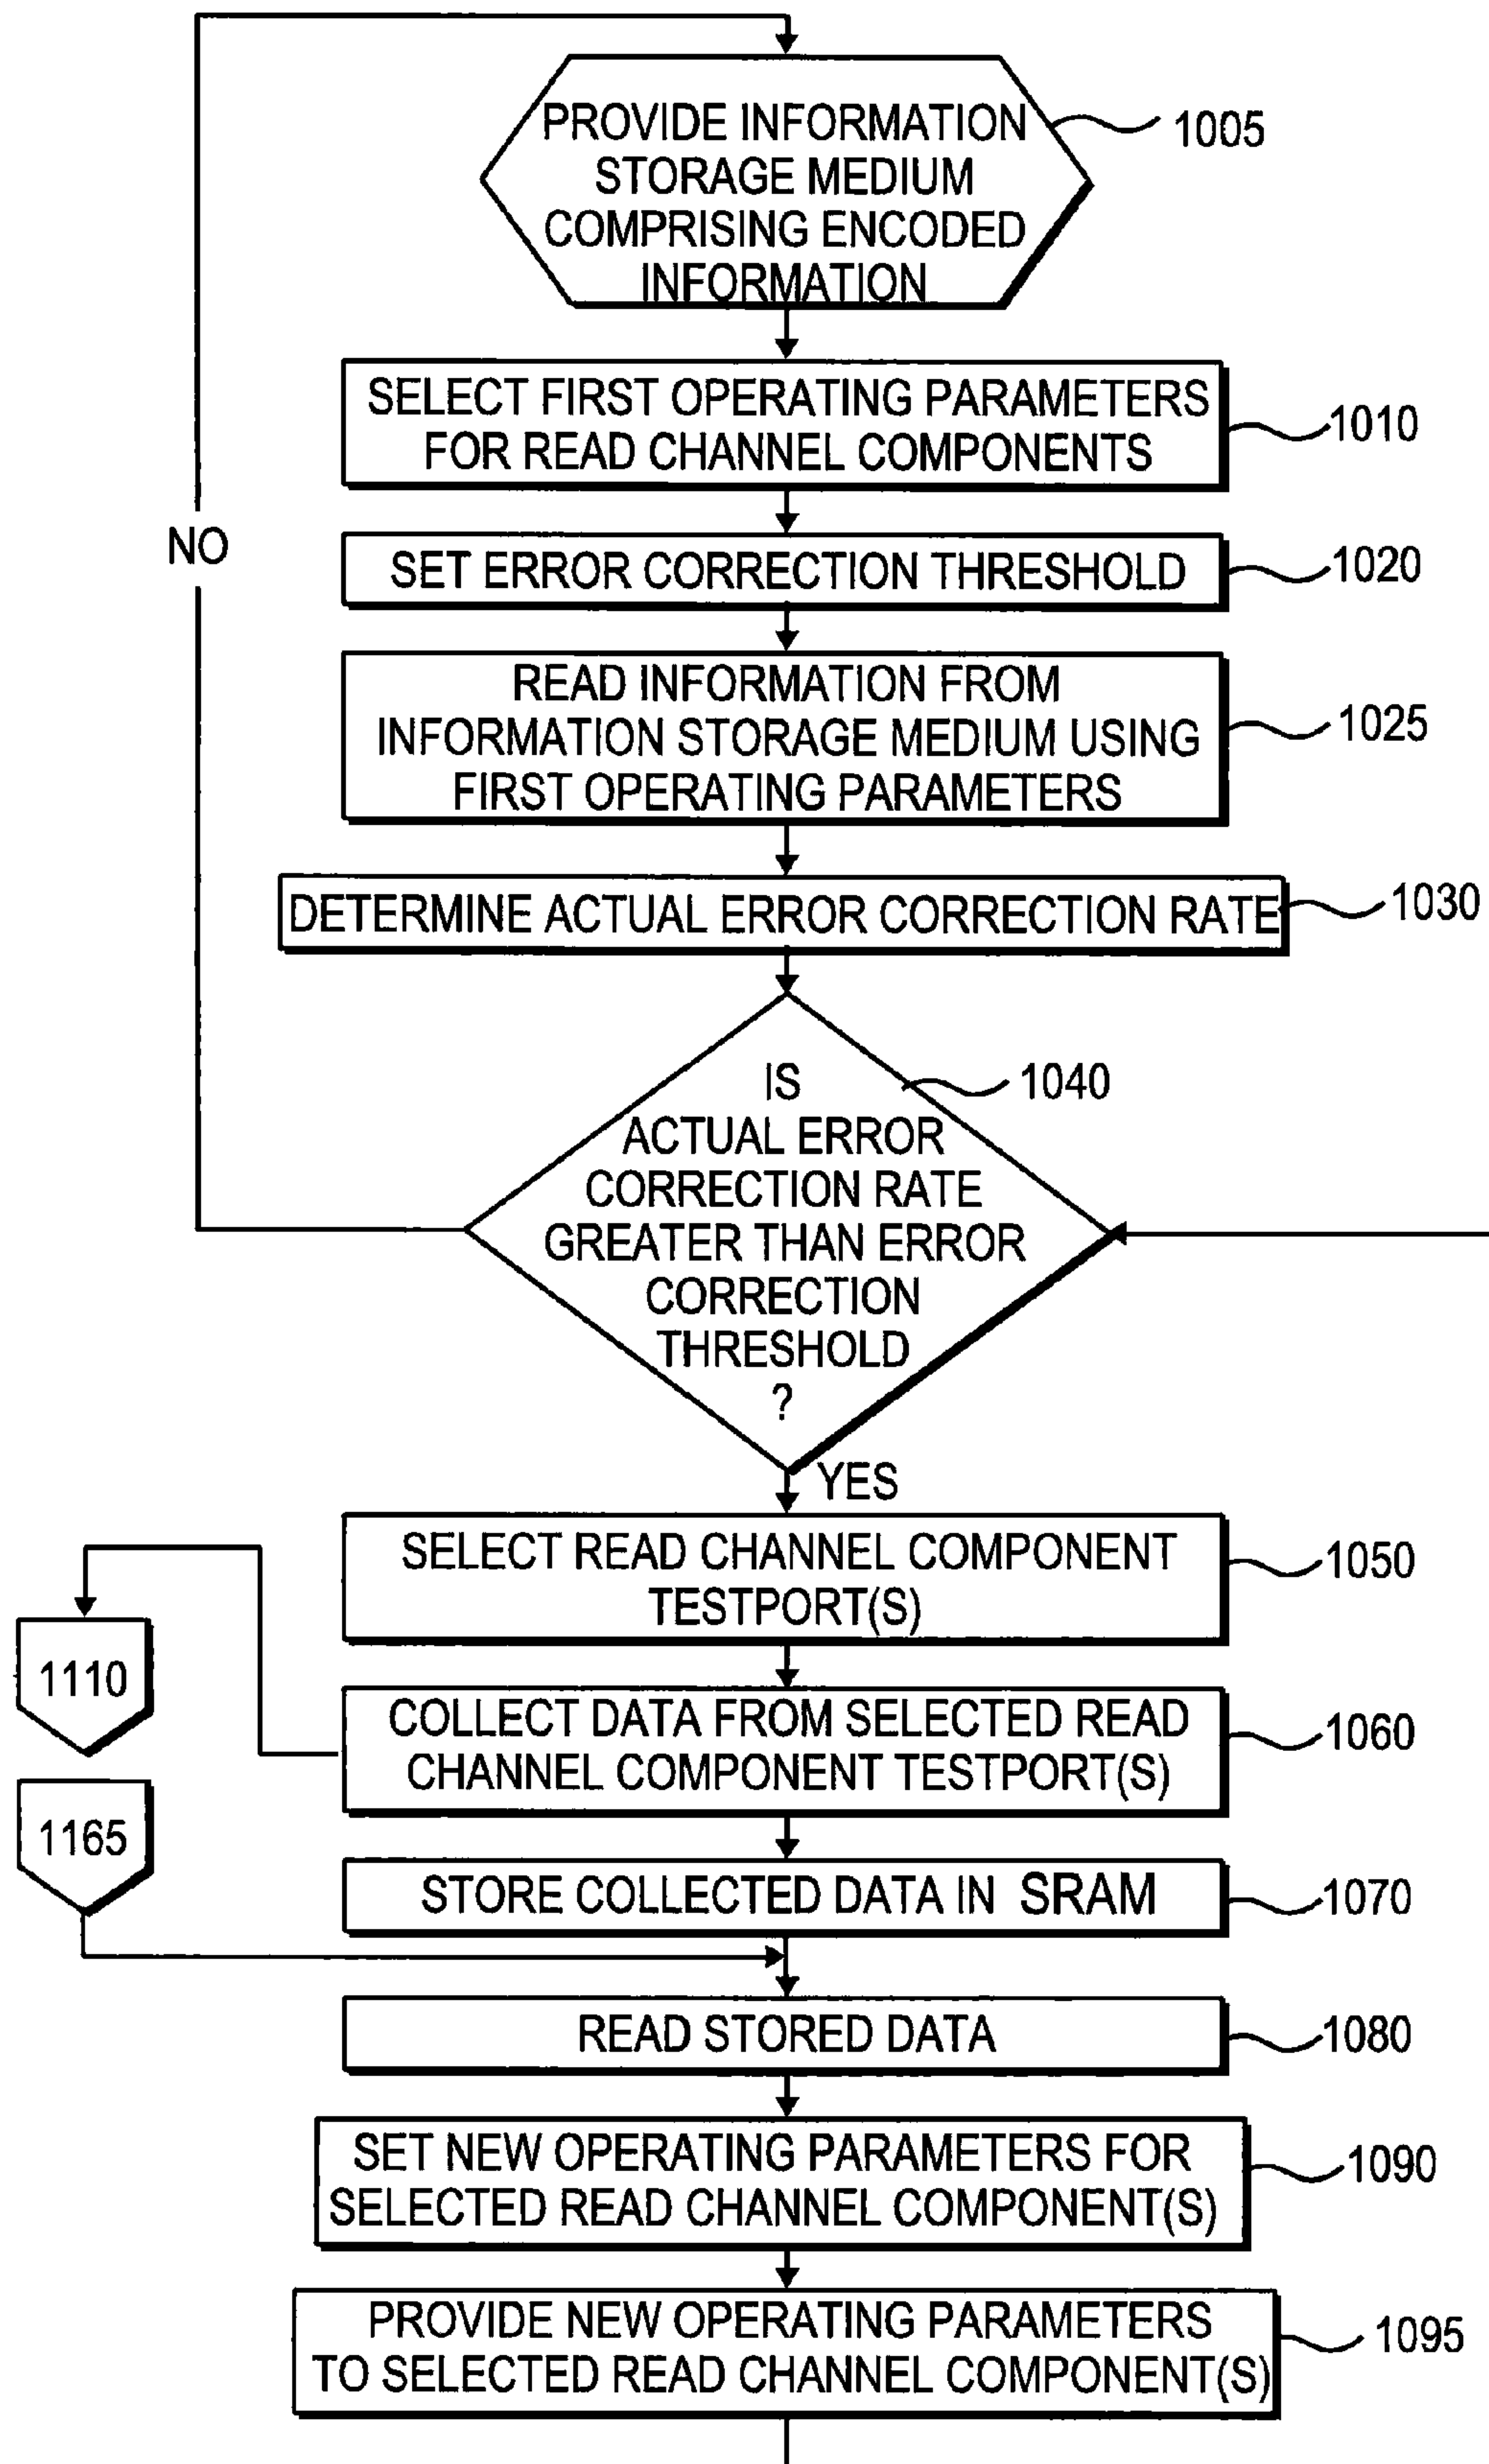 PROVIDE INFORMATION
STORAGE MEDIUM
COMPRISING ENCODED
INFORMATION
1005
SELECT FIRST OPERATING PARAMETERS
FOR READ CHANNEL COMPONENTS
1010
NO
SET ERROR CORRECTION THRESHOLD
1020
READ INFORMATION FROM
INFORMATION STORAGE MEDIUM USING
FIRST OPERATING PARAMETERS
1025
DETERMINE ACTUAL ERROR CORRECTION RATE
1030
IS
ACTUAL ERROR
CORRECTION RATE
GREATER THAN ERROR
CORRECTION
THRESHOLD
?
1040
YES
SELECT READ CHANNEL COMPONENT
TESTPORT(S)
1050
1110
COLLECT DATA FROM SELECTED READ
CHANNEL COMPONENT TESTPORT(S)
1060
1165
STORE COLLECTED DATA IN SRAM
1070
READ STORED DATA
1080
SET NEW OPERATING PARAMETERS FOR
SELECTED READ CHANNEL COMPONENT(S)
1090
PROVIDE NEW OPERATING PARAMETERS
TO SELECTED READ CHANNEL COMPONENT(S)
1095